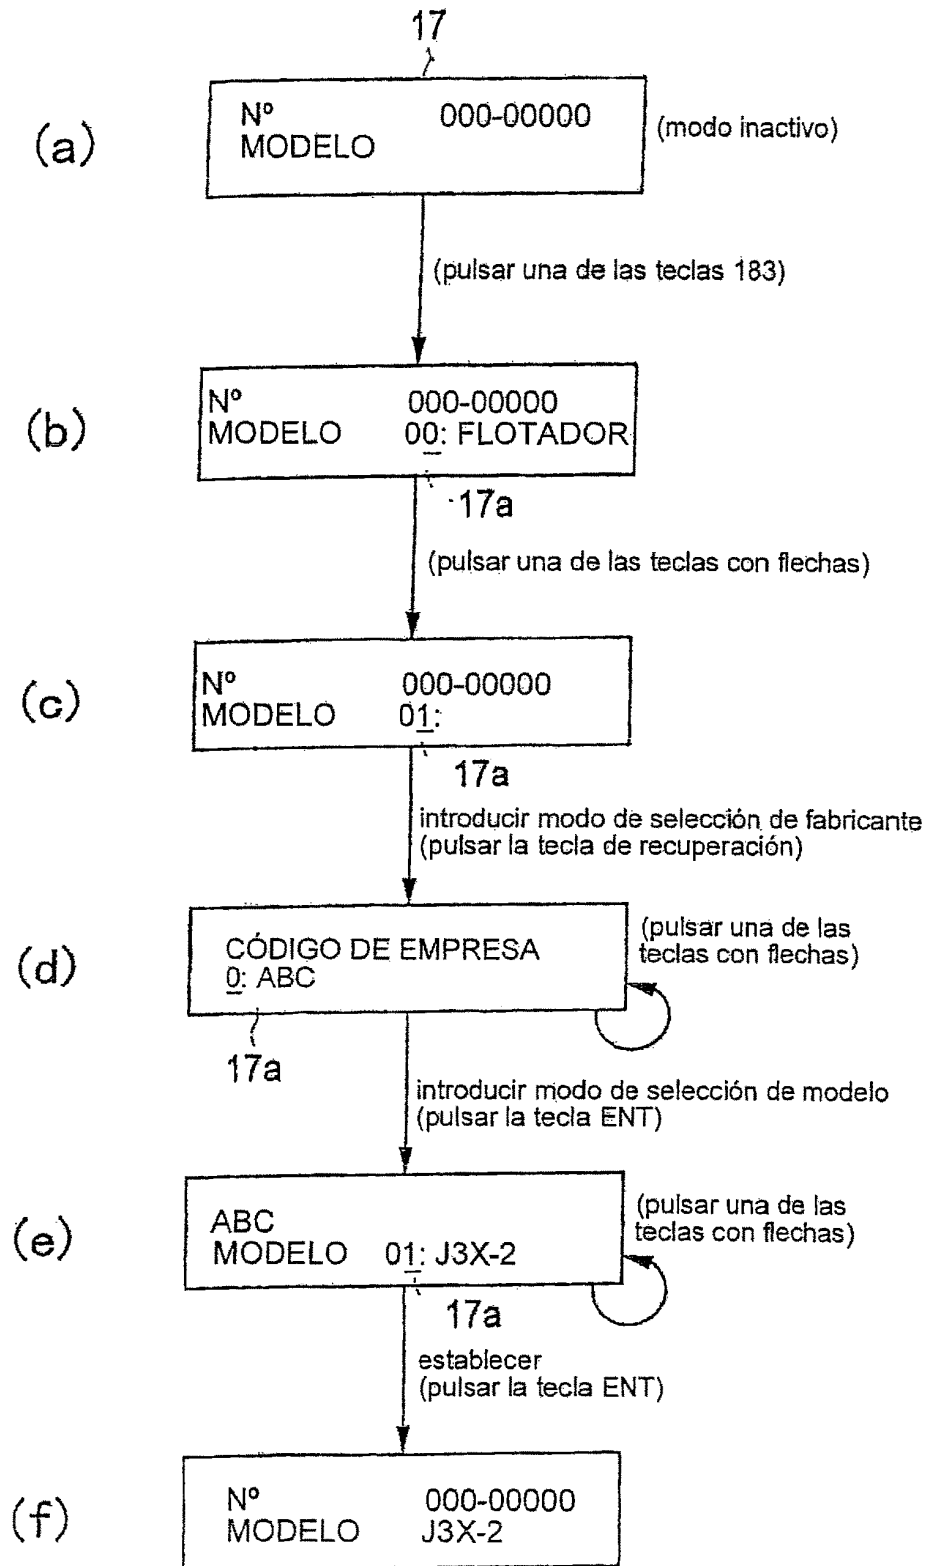 17
(a)
Nº 000-00000
MODELO
(modo inactivo)
(pulsar una de las teclas 183)
(b)
Nº 000-00000
MODELO 00: FLOTADOR
17a
(pulsar una de las teclas con flechas)
(c)
Nº 000-00000
MODELO 01:
17a
introducir modo de selección de fabricante
(pulsar la tecla de recuperación)
(d)
CÓDIGO DE EMPRESA
0: ABC
(pulsar una de las
teclas con flechas)
17a
introducir modo de selección de modelo
(pulsar la tecla ENT)
(e)
ABC
MODELO 01: J3X-2
(pulsar una de las
teclas con flechas)
17a
establecer
(pulsar la tecla ENT)
(f)
Nº 000-00000
MODELO J3X-2